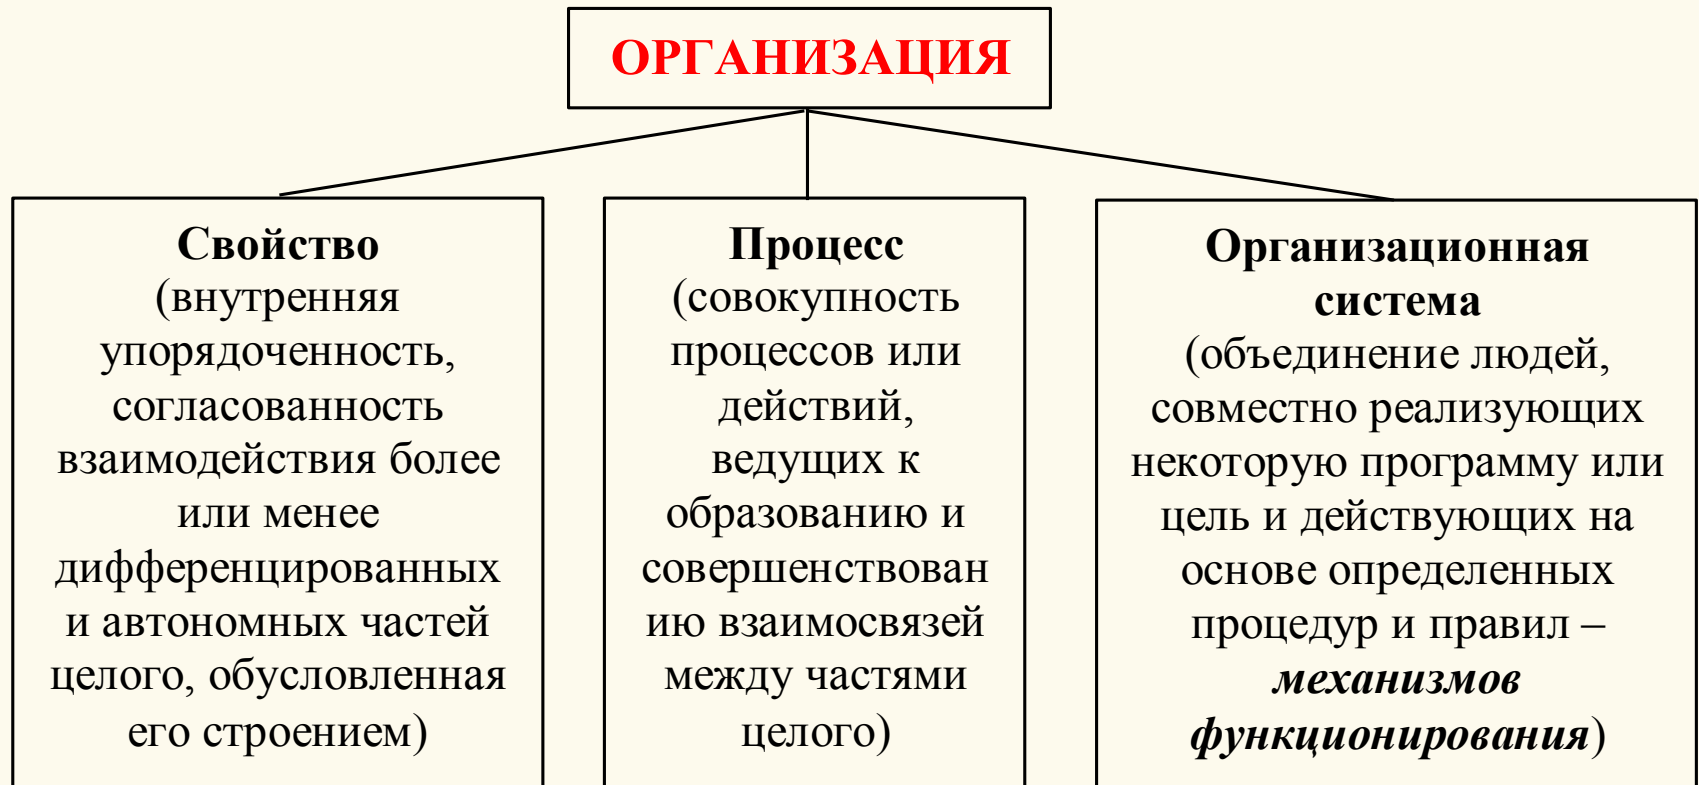 ОРГАНИЗАЦИЯ
Свойство
(внутренняя
упорядоченность,
согласованность
взаимодействия более
или менее
дифференцированных
и автономных частей
целого, обусловленная
его строением)
Процесс
(совокупность
процессов или
действий,
ведущих к
образованию и
совершенствован
ию взаимосвязей
между частями
целого)
Организационная
система
(объединение людей,
совместно реализующих
некоторую программу или
цель и действующих на
основе определенных
процедур и правил –
механизмов
функционирования)